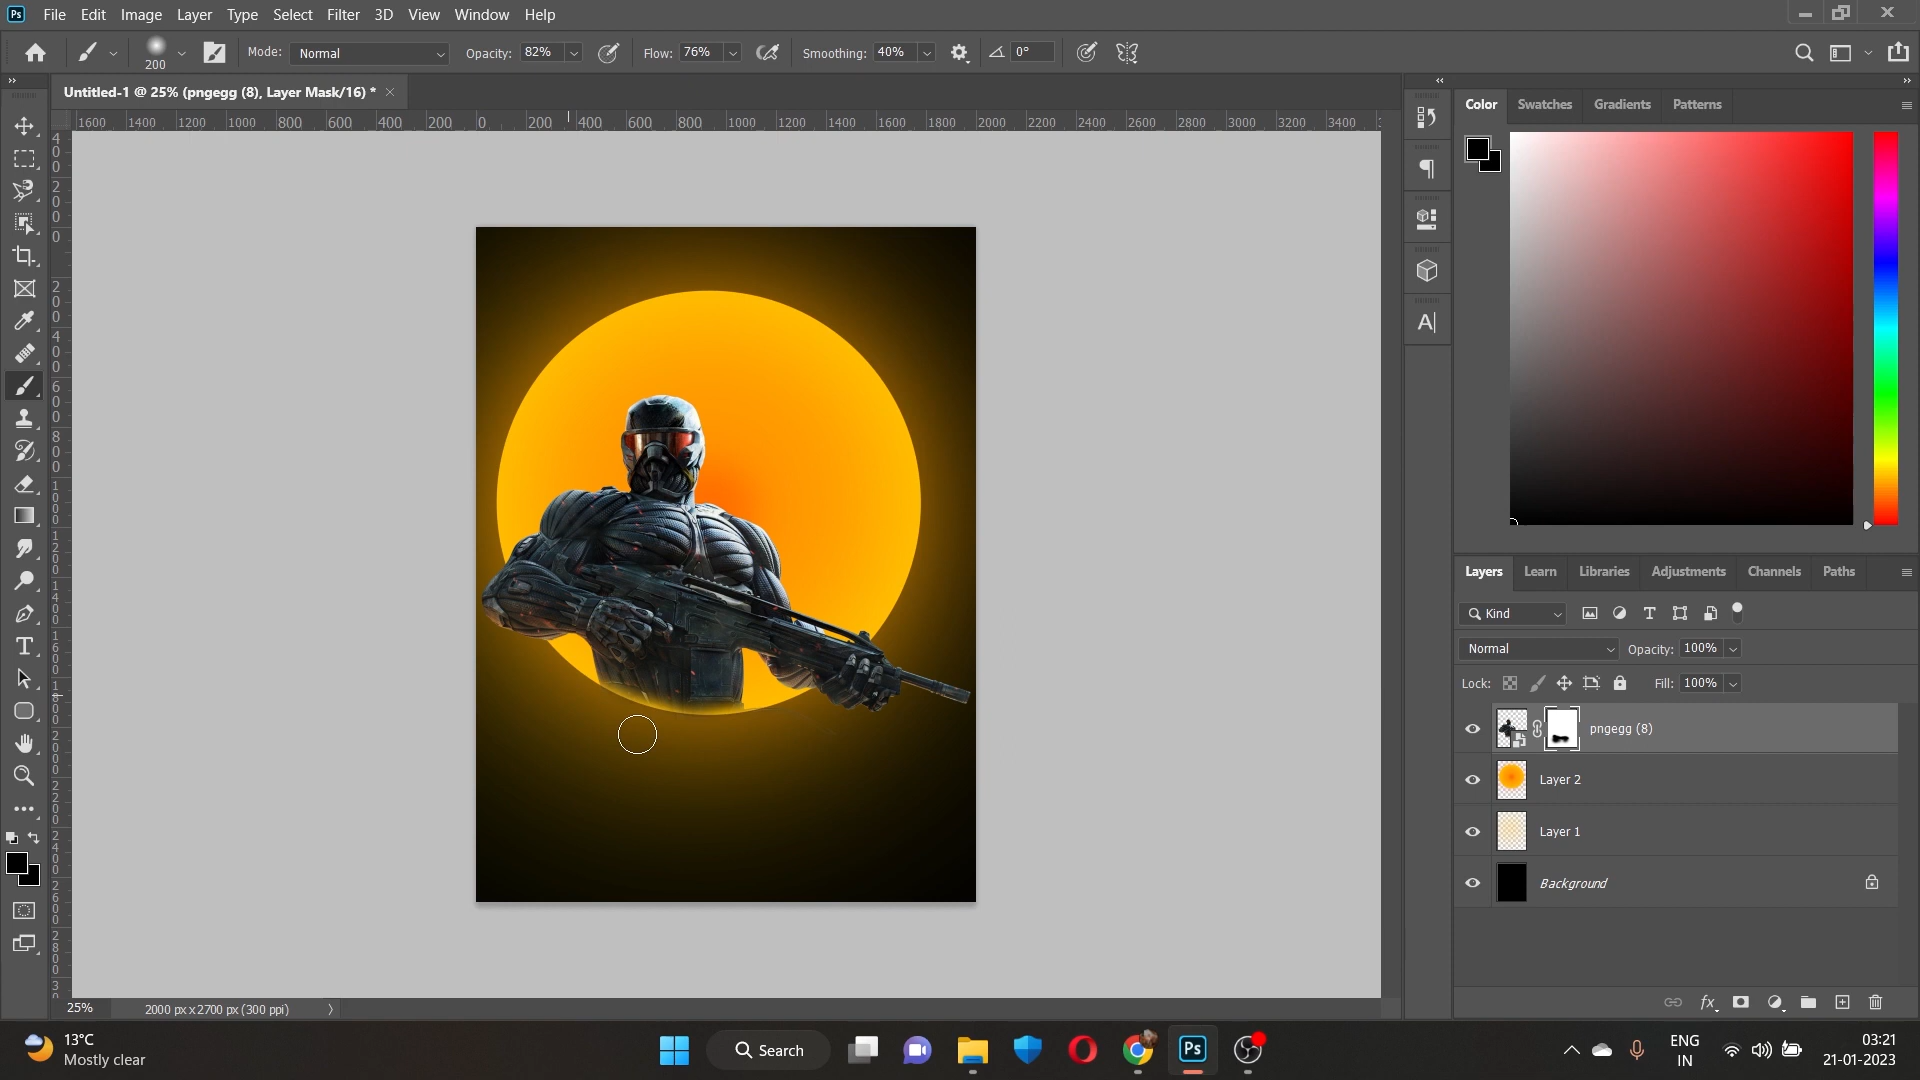 Ps File Edit Image Layer Type Select Filter 3D View Window Help
200 Mode: Normal Opacity: 82% Flow: 76% Smoothing: 40% 0°
Untitled-1 @ 25% (pngegg (8), Layer Mask/16) *
1600 1400 1200 1000 800 600 400 200 0 200 400 600 800 1000 1200 1400 1600 1800 2000 2200 2400 2600 2800 3000 3200 3400
Color Swatches Gradients Patterns
Layers Learn Libraries Adjustments Channels Paths
Kind
Normal Opacity: 100%
Lock: Fill: 100%
pngegg (8)
Layer 2
Layer 1
Background
fx
25% 2000 px x 2700 px (300 ppi)
13°C
Mostly clear
Search
Ps
ENG
IN
03:21
21-01-2023